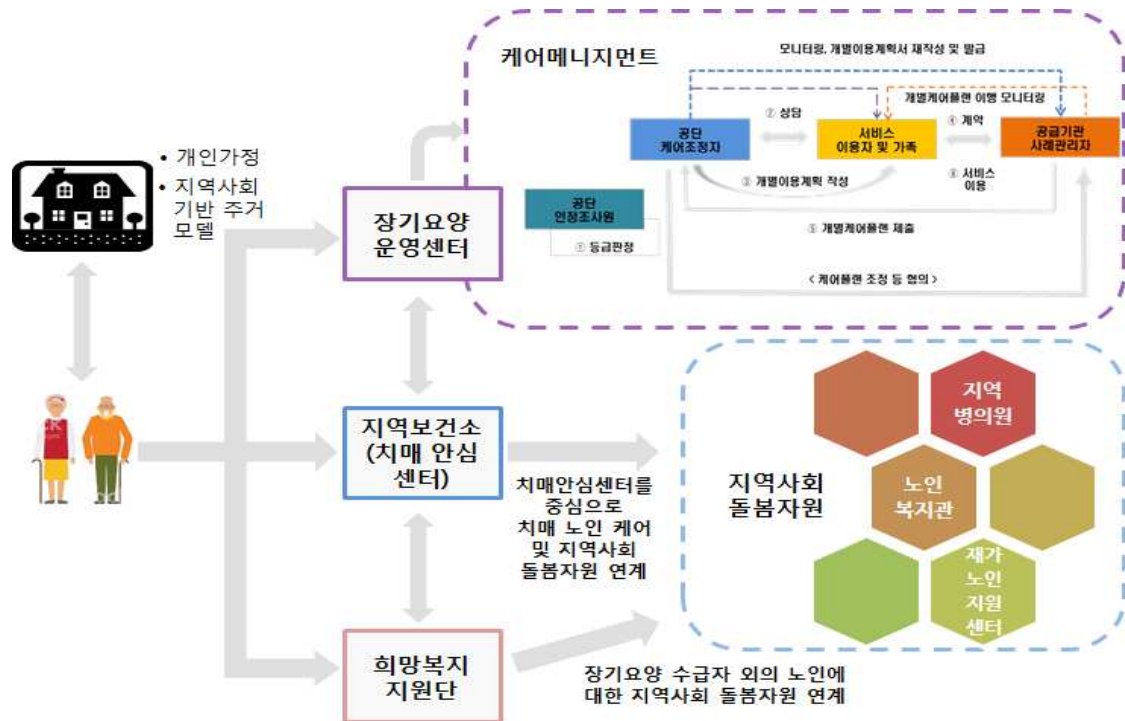 케어메니지먼트
모니터링, 개별이용계획서 재작성 및 발급
개별케어플랜 이행 모니터링
공단
케어조정자
② 상담
서비스
이용자 및 가족
④ 계약
공급기관
사례관리자
③ 개별이용계획 작성
⑥ 서비스
이용
공단
인정조사원
① 등급판정
⑤ 개별케어플랜 제출
< 케어플랜 조정 등 협의 >
• 개인가정
• 지역사회
기반 주거
모델
장기요양
운영센터
지역보건소
(치매 안심
센터)
치매안심센터를
중심으로
치매 노인 케어
및 지역사회
돌봄자원 연계
지역사회
돌봄자원
지역
병의원
노인
복지관
재가
노인
지원
센터
희망복지
지원단
장기요양 수급자 외의 노인에
대한 지역사회 돌봄자원 연계